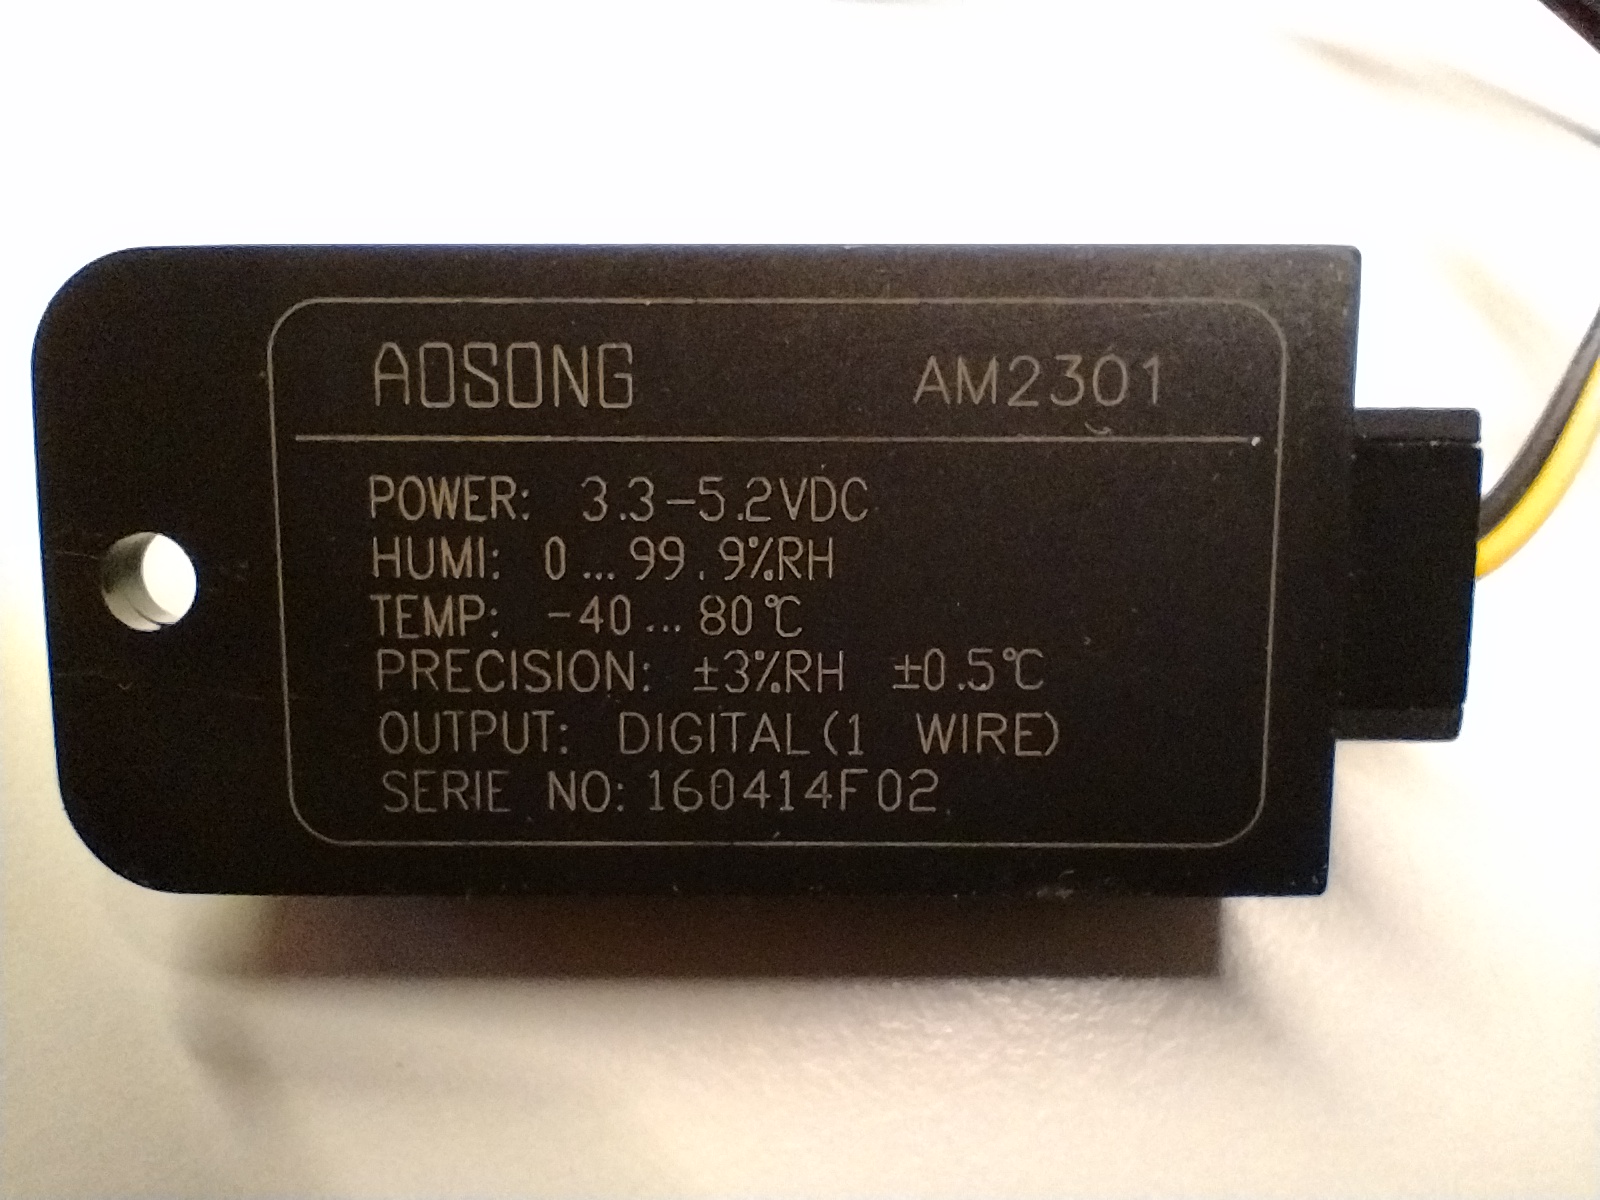 AOSONG AM2301
POWER: 3.3-5.2VDC
HUMI: 0...99.9%RH
TEMP: -40...80℃
PRECISION: ±3%RH ±0.5℃
OUTPUT: DIGITAL(1 WIRE)
SERIE NO:160414F02